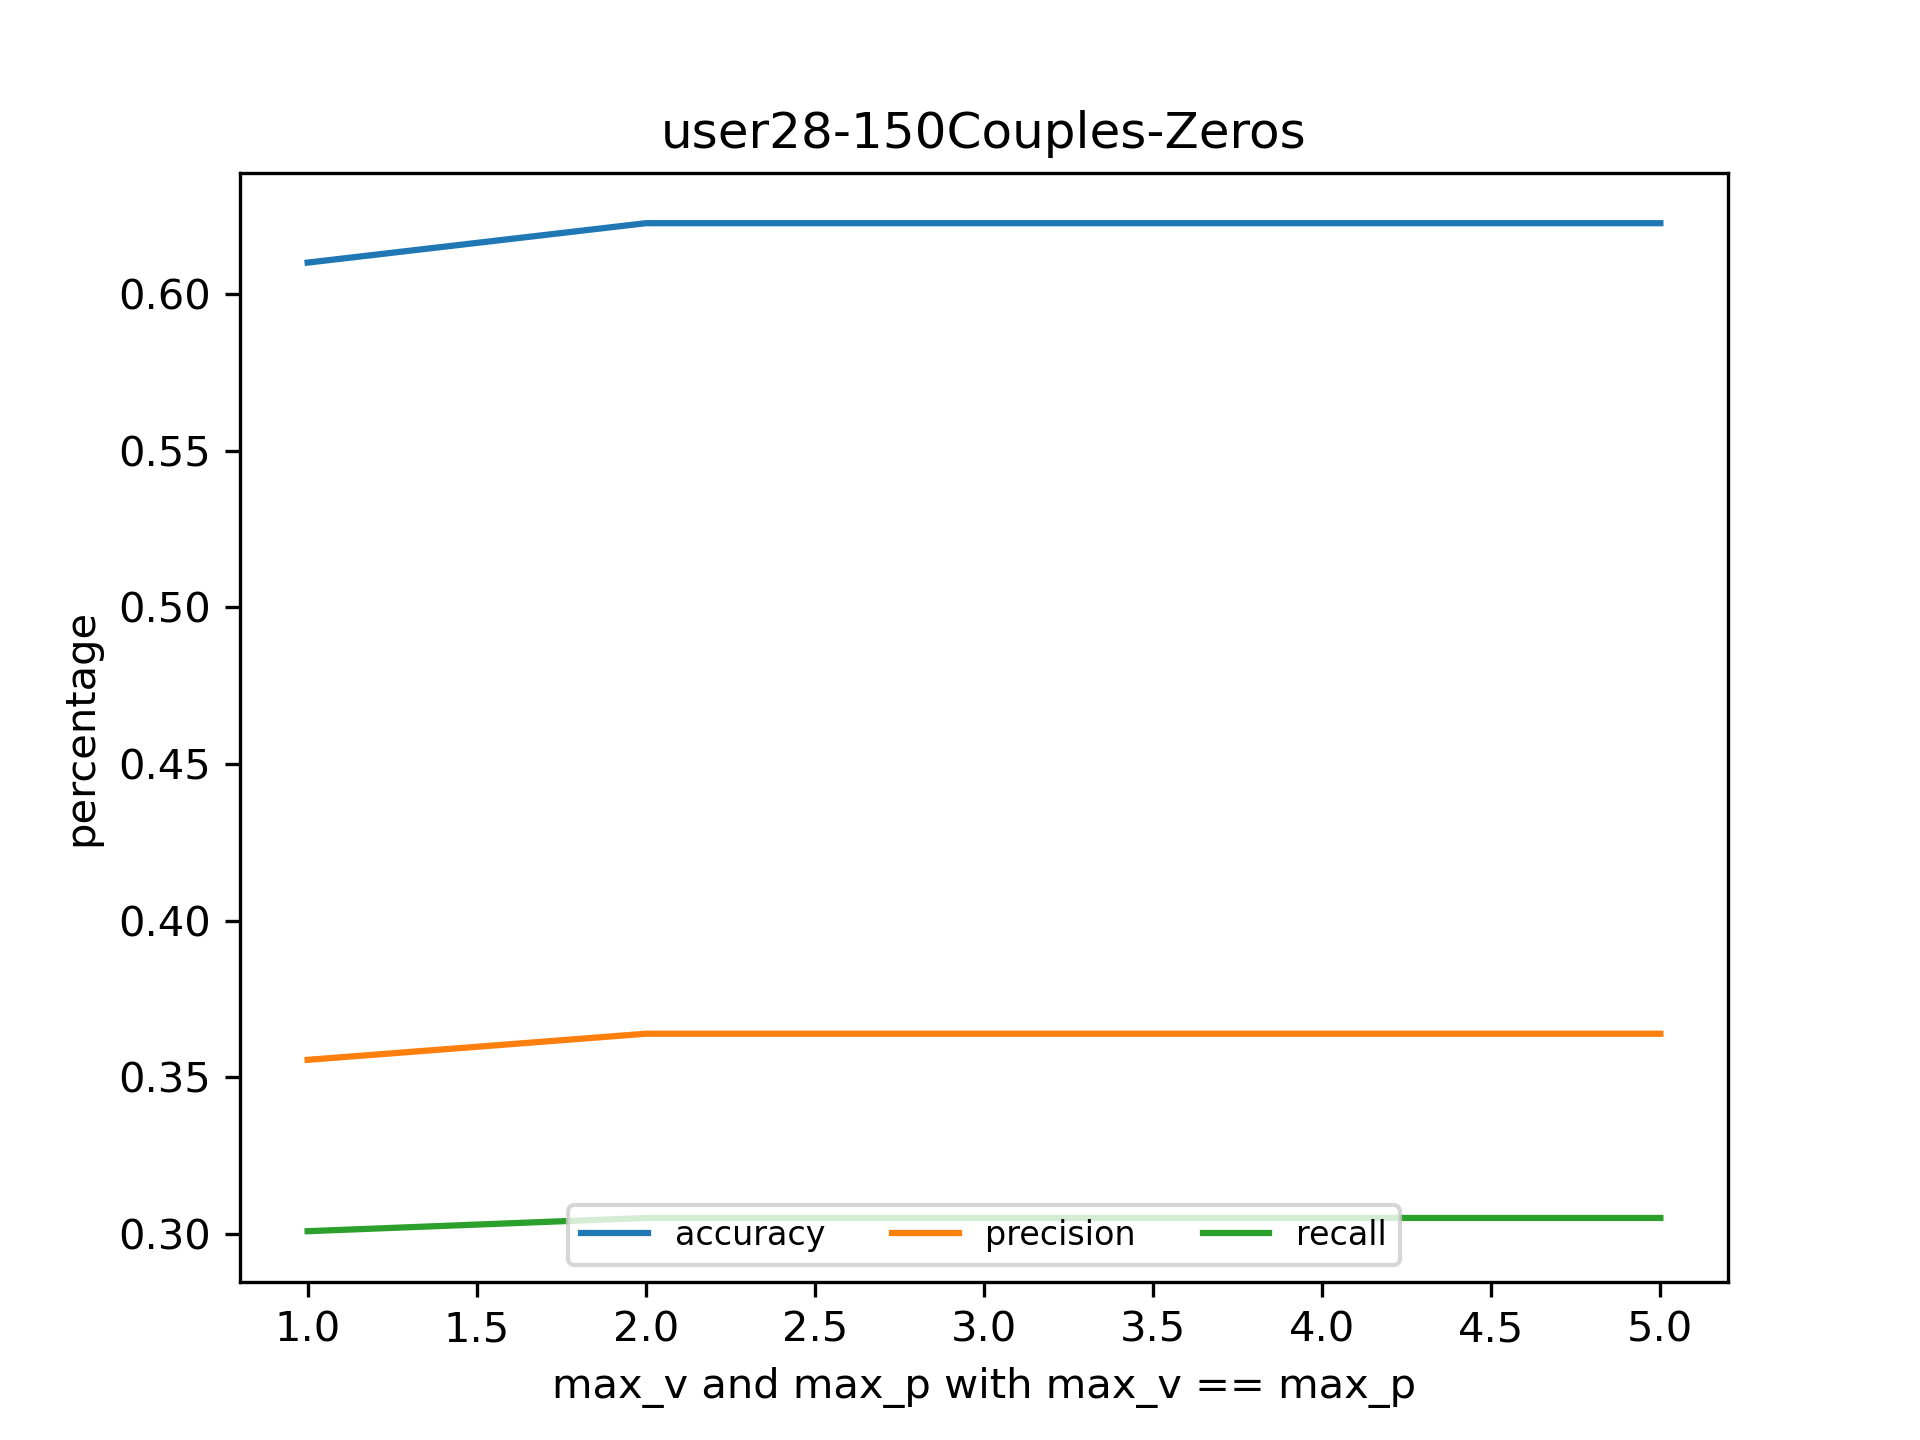 user28-150Couples-Zeros
percentage
0.60
0.55
0.50
0.45
0.40
0.35
0.30
accuracy precision recall
1.0 1.5 2.0 2.5 3.0 3.5 4.0 4.5 5.0
max_v and max_p with max_v == max_p